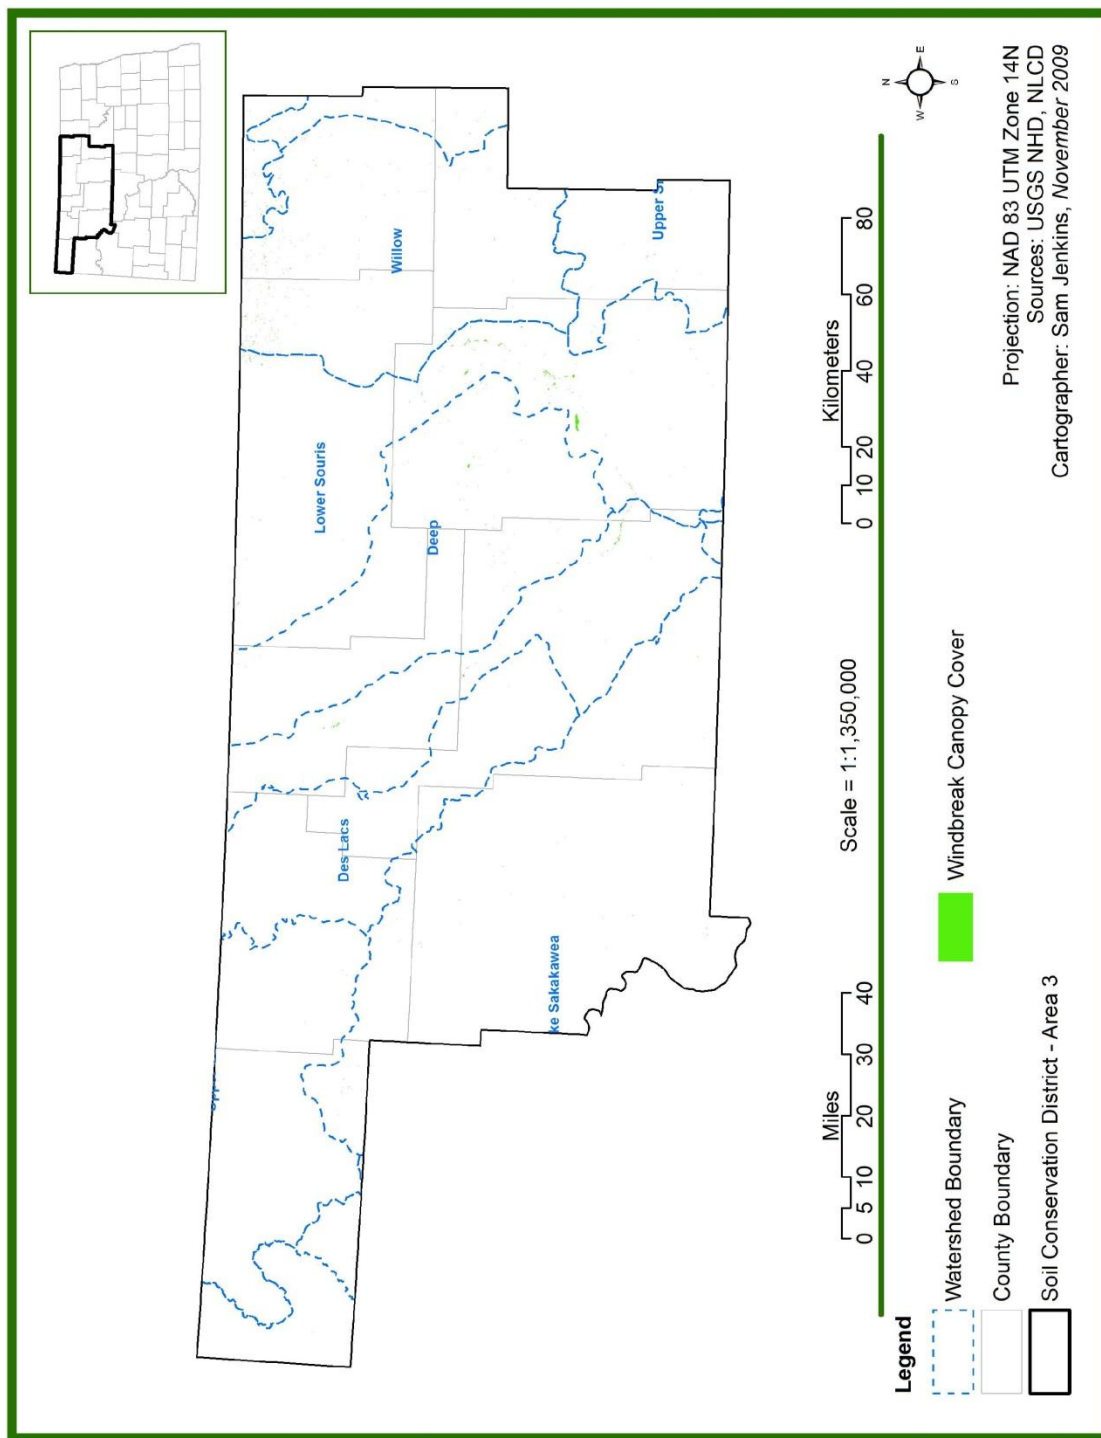 Lower Souris
Willow
Deep
Des Lacs
ke Sakakawea
Upper S
Scale = 1:1,350,000
Miles
0 5 10 20 30 40
Kilometers
0 10 20 40 60 80
N
W E
S
Legend
Watershed Boundary
County Boundary
Soil Conservation District - Area 3
Windbreak Canopy Cover
Projection: NAD 83 UTM Zone 14N
Sources: USGS NHD, NLCD
Cartographer: Sam Jenkins, November 2009